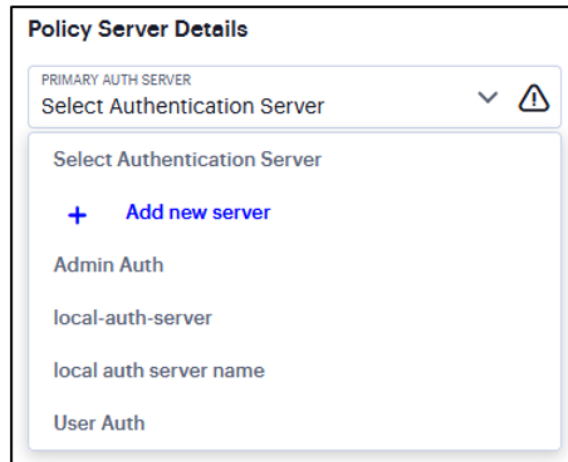 Policy Server Details
PRIMARY AUTH SERVER
Select Authentication Server
Select Authentication Server
+ Add new server
Admin Auth
local-auth-server
local auth server name
User Auth